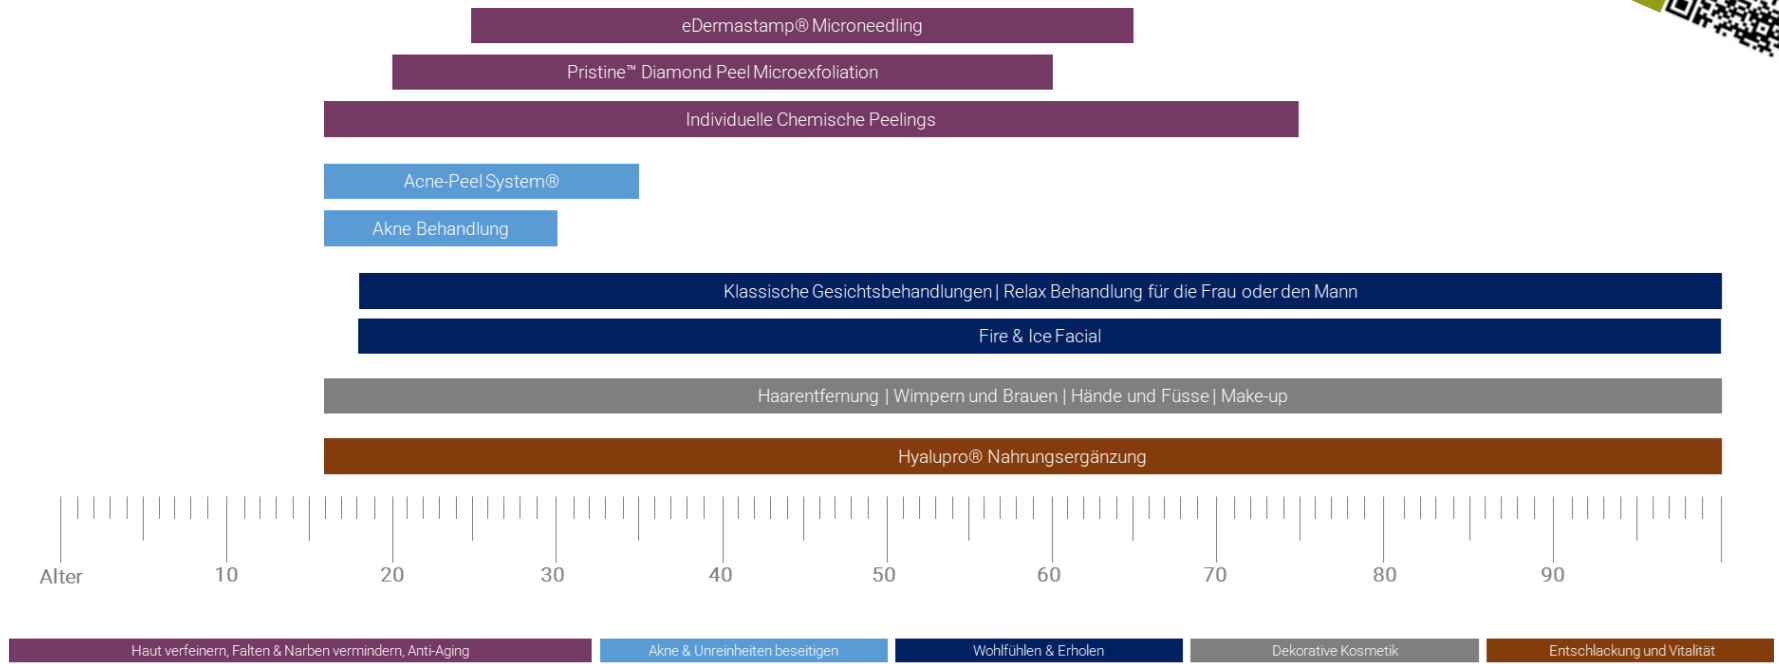 eDermastamp® Microneedling
Pristine™ Diamond Peel Microexfoliation
Individuelle Chemische Peelings
Acne-Peel System®
Akne Behandlung
Klassische Gesichtsbehandlungen | Relax Behandlung für die Frau oder den Mann
Fire & Ice Facial
Haarentfernung | Wimpern und Brauen | Hände und Füsse | Make-up
Hyalupro® Nahrungsergänzung
Alter 10 20 30 40 50 60 70 80 90
Haut verfeinern, Falten & Narben vermindern, Anti-Aging
Akne & Unreinheiten beseitigen
Wohlfühlen & Erholen
Dekorative Kosmetik
Entschlackung und Vitalität